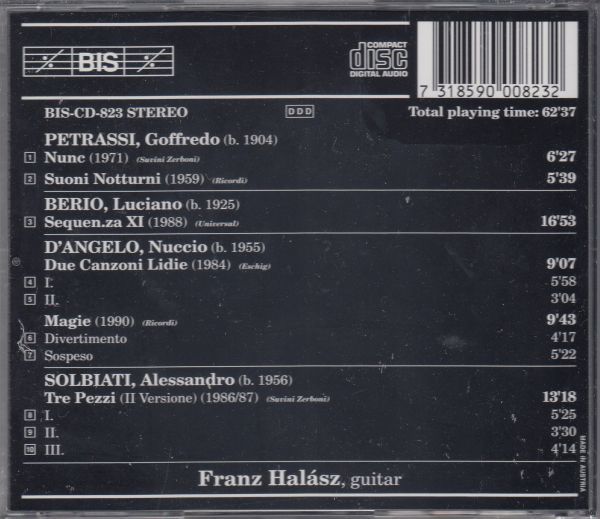 BIS
COMPACT
disc
DIGITAL AUDIO
7 318590 008232
BIS-CD-823 STEREO DDD Total playing time: 62'37
PETRASSI, Goffredo (b. 1904)
1 Nunc (1971) (Suvini Zerboni) 6'27
2 Suoni Notturni (1959) (Ricordi) 5'39
BERIO, Luciano (b. 1925)
3 Sequen.za XI (1988) (Universal) 16'53
D'ANGELO, Nuccio (b. 1955)
Due Canzoni Lidie (1984) (Eschig) 9'07
4 I. 5'58
5 II. 3'04
Magie (1990) (Ricordi) 9'43
6 Divertimento 4'17
7 Sospeso 5'22
SOLBIATI, Alessandro (b. 1956)
Tre Pezzi (II Versione) (1986/87) (Suvini Zerboni) 13'18
8 I. 5'25
9 II. 3'30
10 III. 4'14
MADE IN AUSTRIA
Franz Halász, guitar